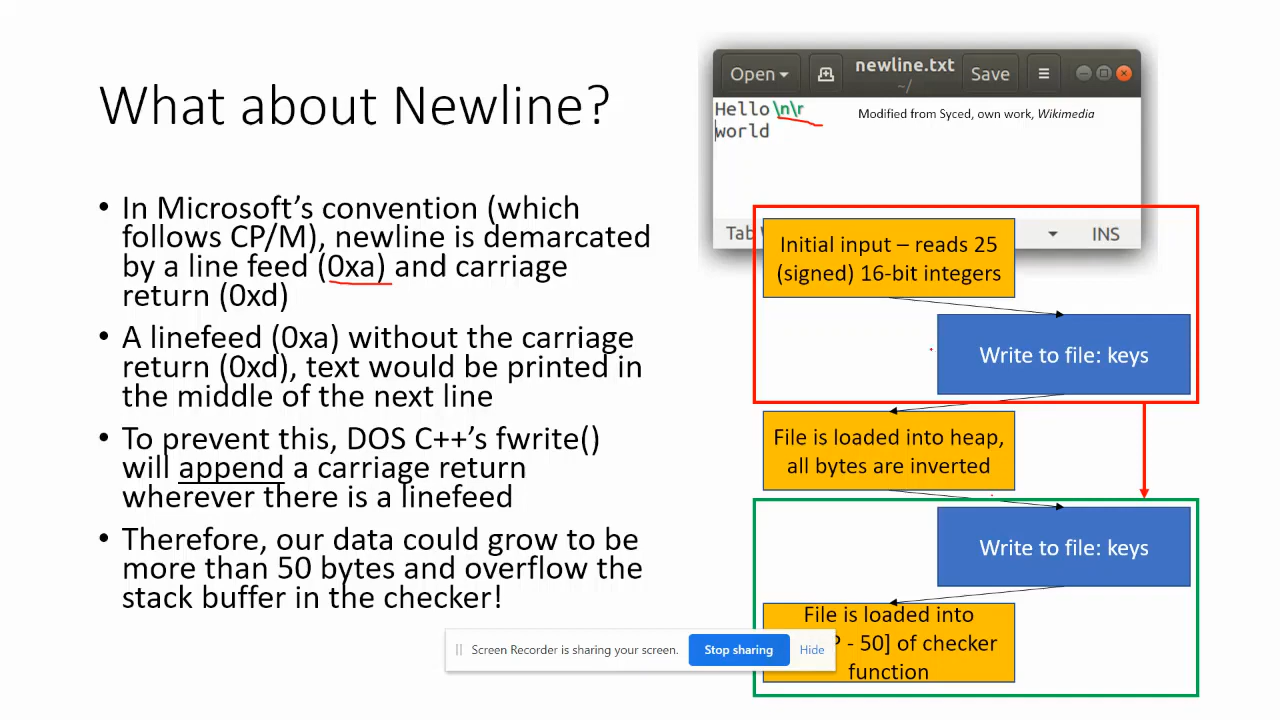 What about Newline?
• In Microsoft's convention (which
follows CP/M), newline is demarcated
by a line feed (0xa) and carriage
return (0xd)
• A linefeed (0xa) without the carriage
return (0xd), text would be printed in
the middle of the next line
• To prevent this, DOS C++'s fwrite()
will append a carriage return
wherever there is a linefeed
• Therefore, our data could grow to be
more than 50 bytes and overflow the
stack buffer in the checker!
Open
newline.txt
~/
Save
Hello \n\r
world
Modified from Syced, own work, Wikimedia
Tab
INS
Initial input – reads 25
(signed) 16-bit integers
Write to file: keys
File is loaded into heap,
all bytes are inverted
Write to file: keys
File is loaded into
- 50] of checker
function
Screen Recorder is sharing your screen.
Stop sharing
Hide